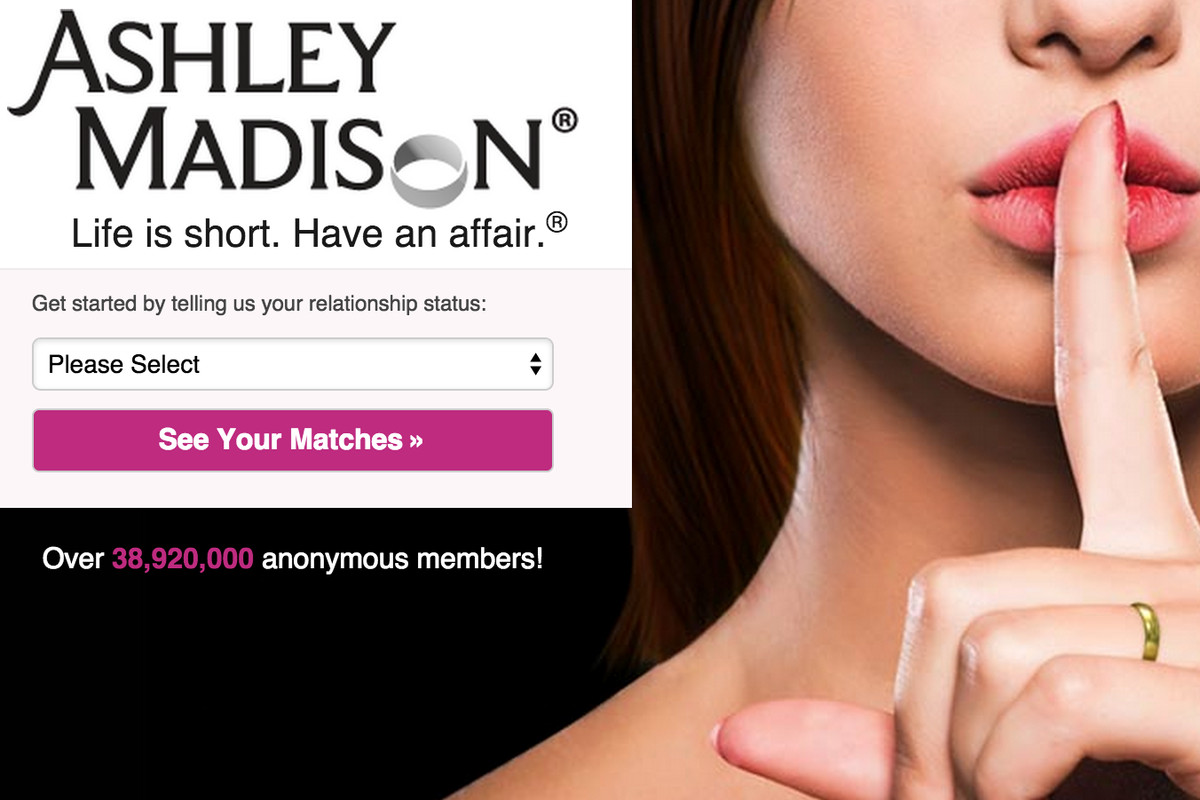 ASHLEY
MADISON®
Life is short. Have an affair.®
Get started by telling us your relationship status:
Please Select
See Your Matches »
Over 38,920,000 anonymous members!